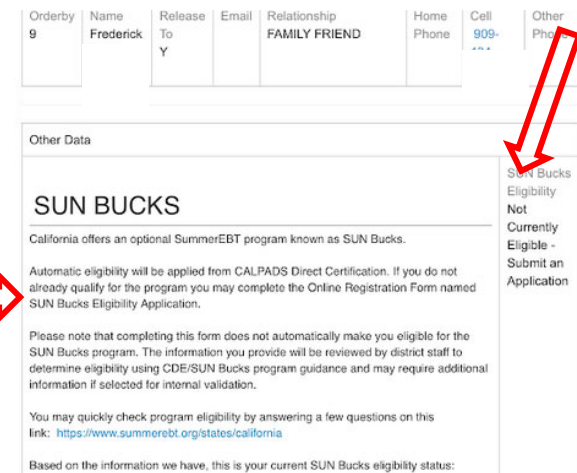 Orderby Name Release Email Relationship Home Cell Other
9 Frederick To FAMILY FRIEND Phone 909- Phone
Y
Other Data
SUN Bucks
Eligibility
Not
Currently
Eligible -
Submit an
Application
SUN BUCKS
California offers an optional SummerEBT program known as SUN Bucks.
Automatic eligibility will be applied from CALPADS Direct Certification. If you do not
already qualify for the program you may complete the Online Registration Form named
SUN Bucks Eligibility Application.
Please note that completing this form does not automatically make you eligible for the
SUN Bucks program. The information you provide will be reviewed by district staff to
determine eligibility using CDE/SUN Bucks program guidance and may require additional
information if selected for internal validation.
You may quickly check program eligibility by answering a few questions on this
link: https://www.summerebt.org/states/california
Based on the information we have, this is your current SUN Bucks eligibility status: